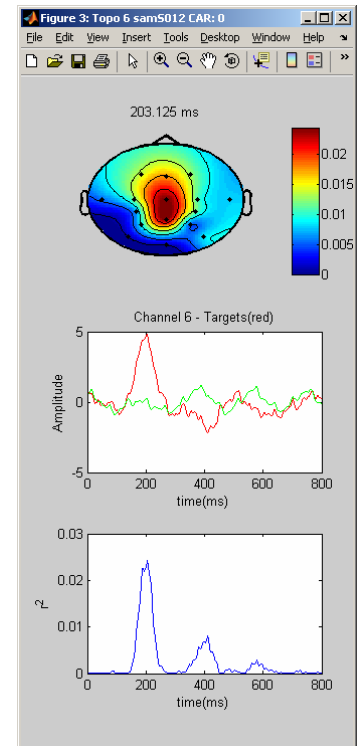 Figure 3: Topo 6 sam5012 CAR: 0
File Edit View Insert Tools Desktop Window Help
203.125 ms
0.02
0.015
0.01
0.005
0
Channel 6 - Targets(red)
5
0
-5
Amplitude
0 200 400 600 800
time(ms)
0.03
0.02
0.01
0
r2
0 200 400 600 800
time(ms)